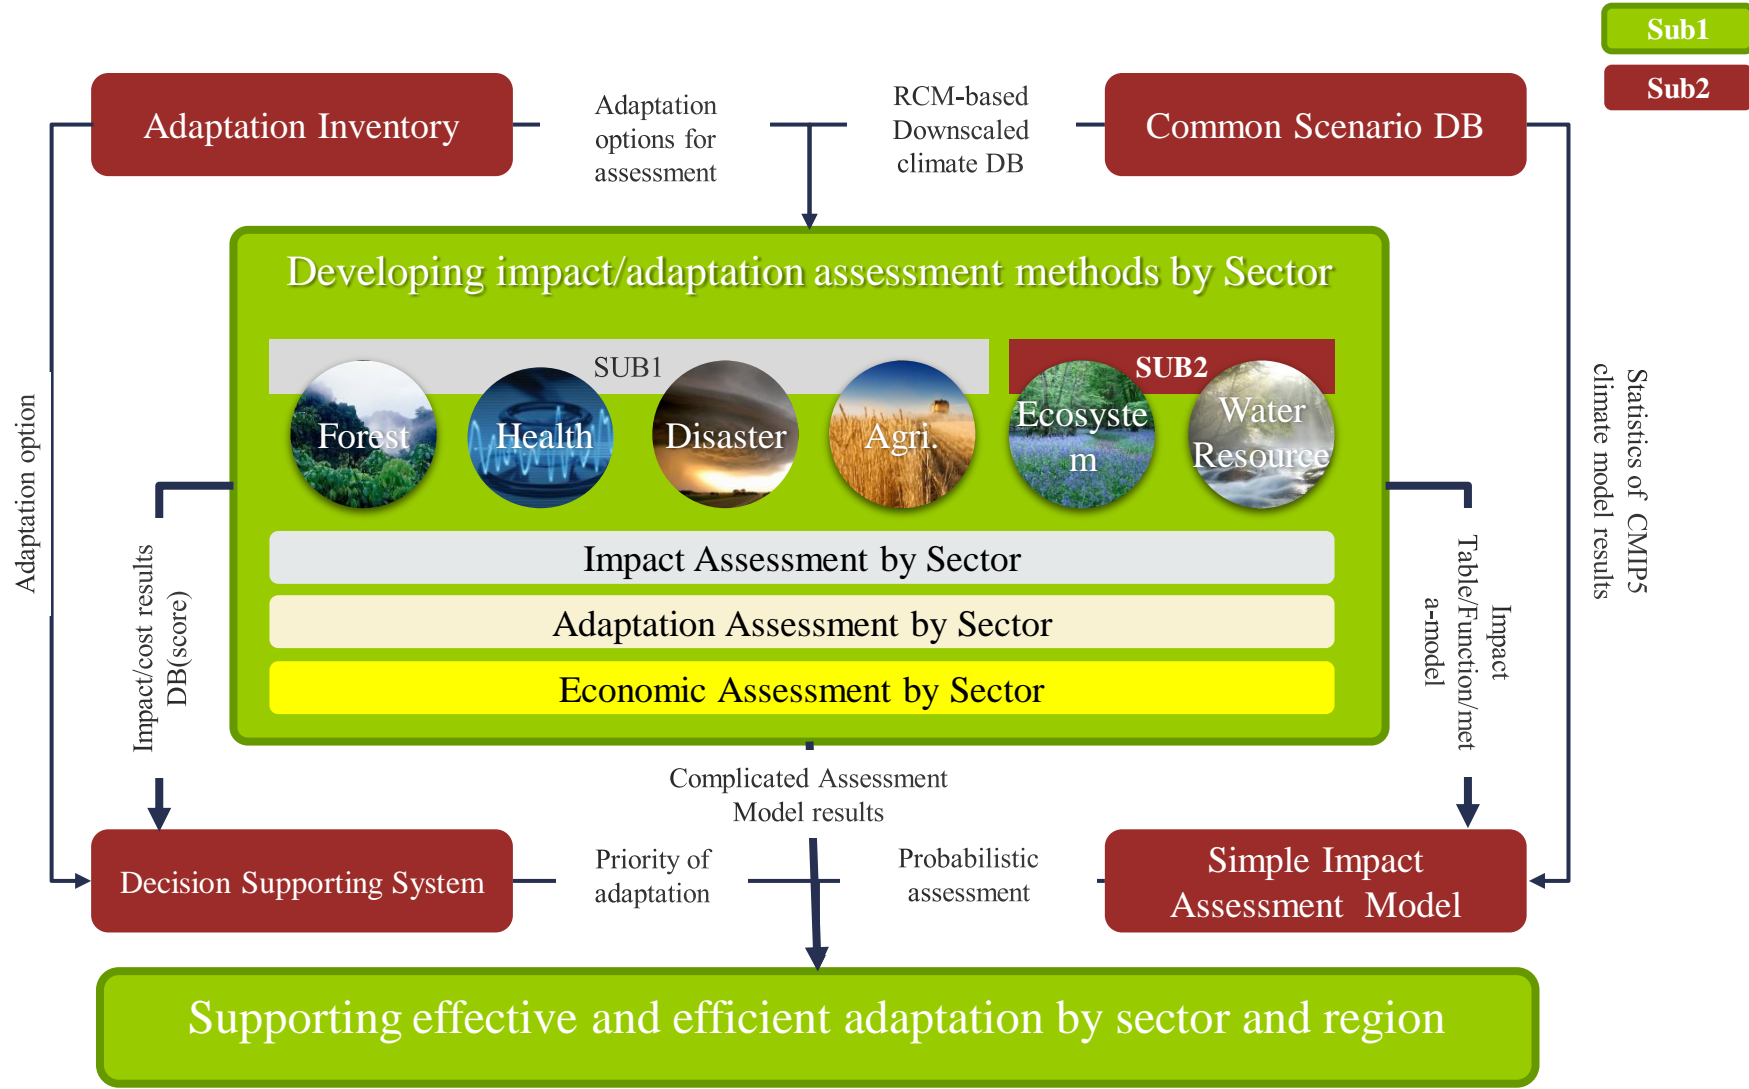 Sub1
Sub2
Adaptation Inventory
Adaptation
options for
assessment
RCM-based
Downscaled
climate DB
Common Scenario DB
Developing impact/adaptation assessment methods by Sector
SUB1
SUB2
Forest
Health
Disaster
Agri.
Ecosyste
m
Water
Resource
Impact Assessment by Sector
Adaptation Assessment by Sector
Economic Assessment by Sector
Adaptation option
Impact/cost results
DB(score)
Impact
Table/Function/met
a-model
Statistics of CMIP5
climate model results
Complicated Assessment
Model results
Decision Supporting System
Priority of
adaptation
Probabilistic
assessment
Simple Impact
Assessment Model
Supporting effective and efficient adaptation by sector and region